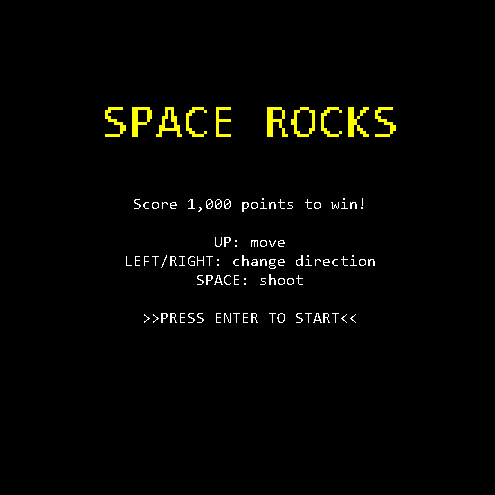 SPACE ROCKS
Score 1,000 points to win!
UP: move
LEFT/RIGHT: change direction
SPACE: shoot
>>PRESS ENTER TO START<<